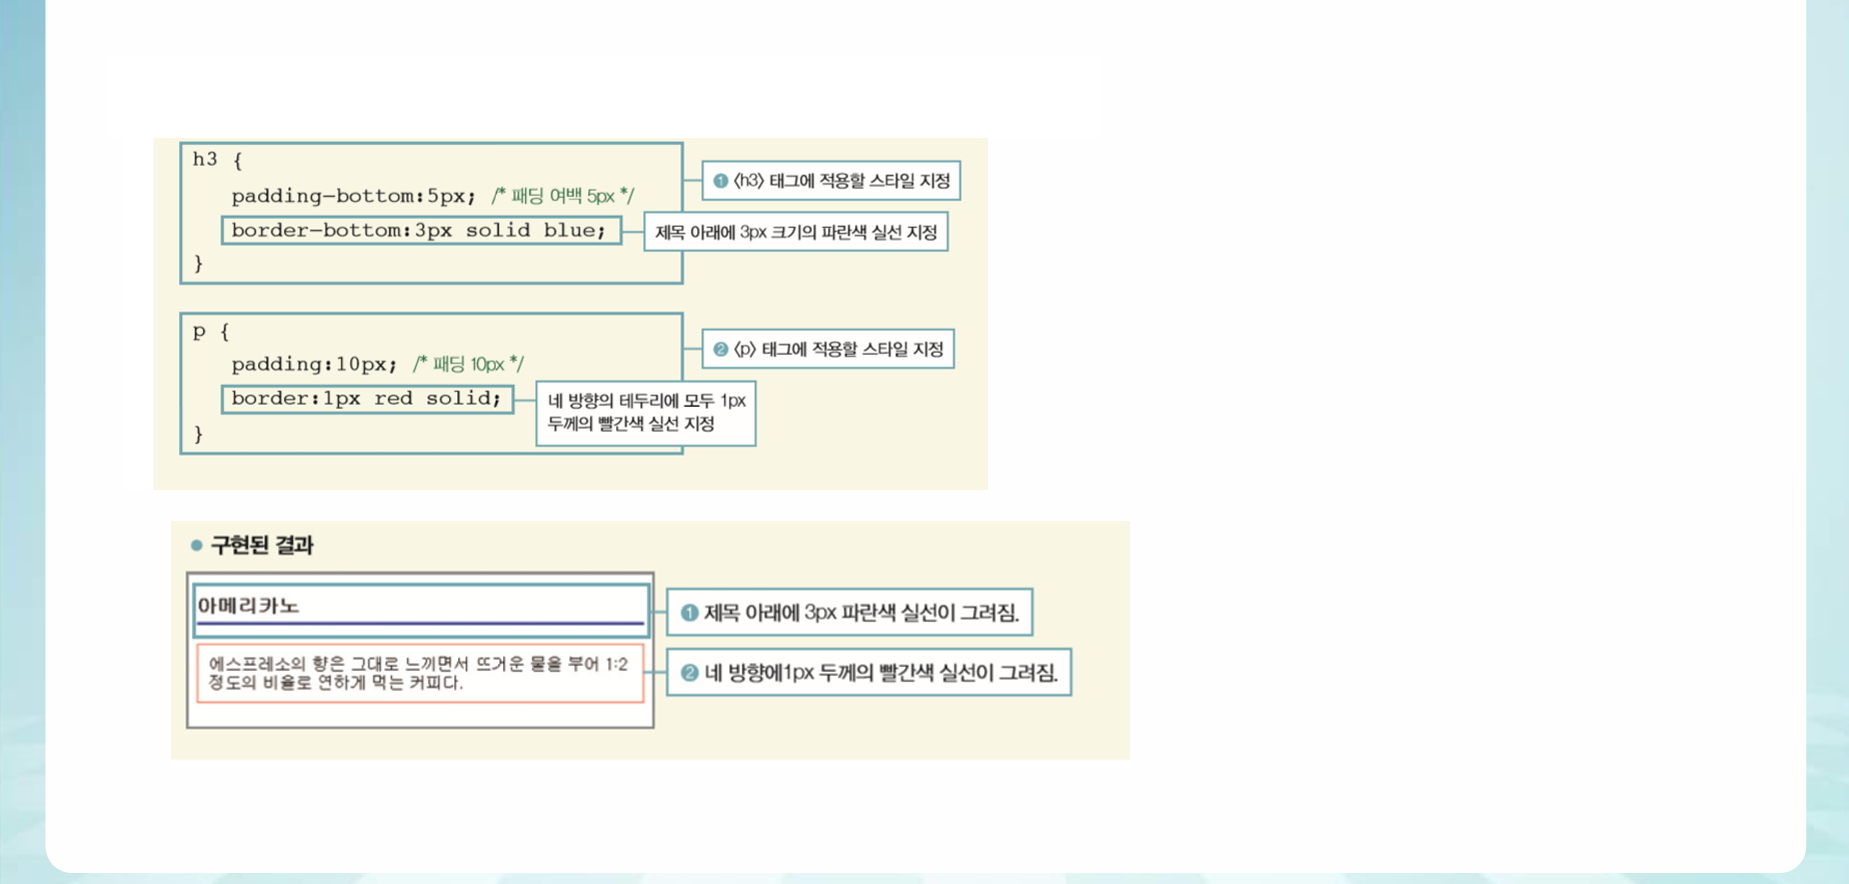 h3 {
padding-bottom:5px; /* 패딩 여백 5px */
border-bottom:3px solid blue;
}
❶ <h3> 태그에 적용할 스타일 지정
제목 아래에 3px 크기의 파란색 실선 지정
p {
padding:10px; /* 패딩 10px */
border:1px red solid;
}
❷ <p> 태그에 적용할 스타일 지정
네 방향의 테두리에 모두 1px
두께의 빨간색 실선 지정
● 구현된 결과
아메리카노
❶ 제목 아래에 3px 파란색 실선이 그려짐.
에스프레소의 향은 그대로 느끼면서 뜨거운 물을 부어 1:2
정도의 비율로 연하게 먹는 커피다.
❷ 네 방향에1px 두께의 빨간색 실선이 그려짐.